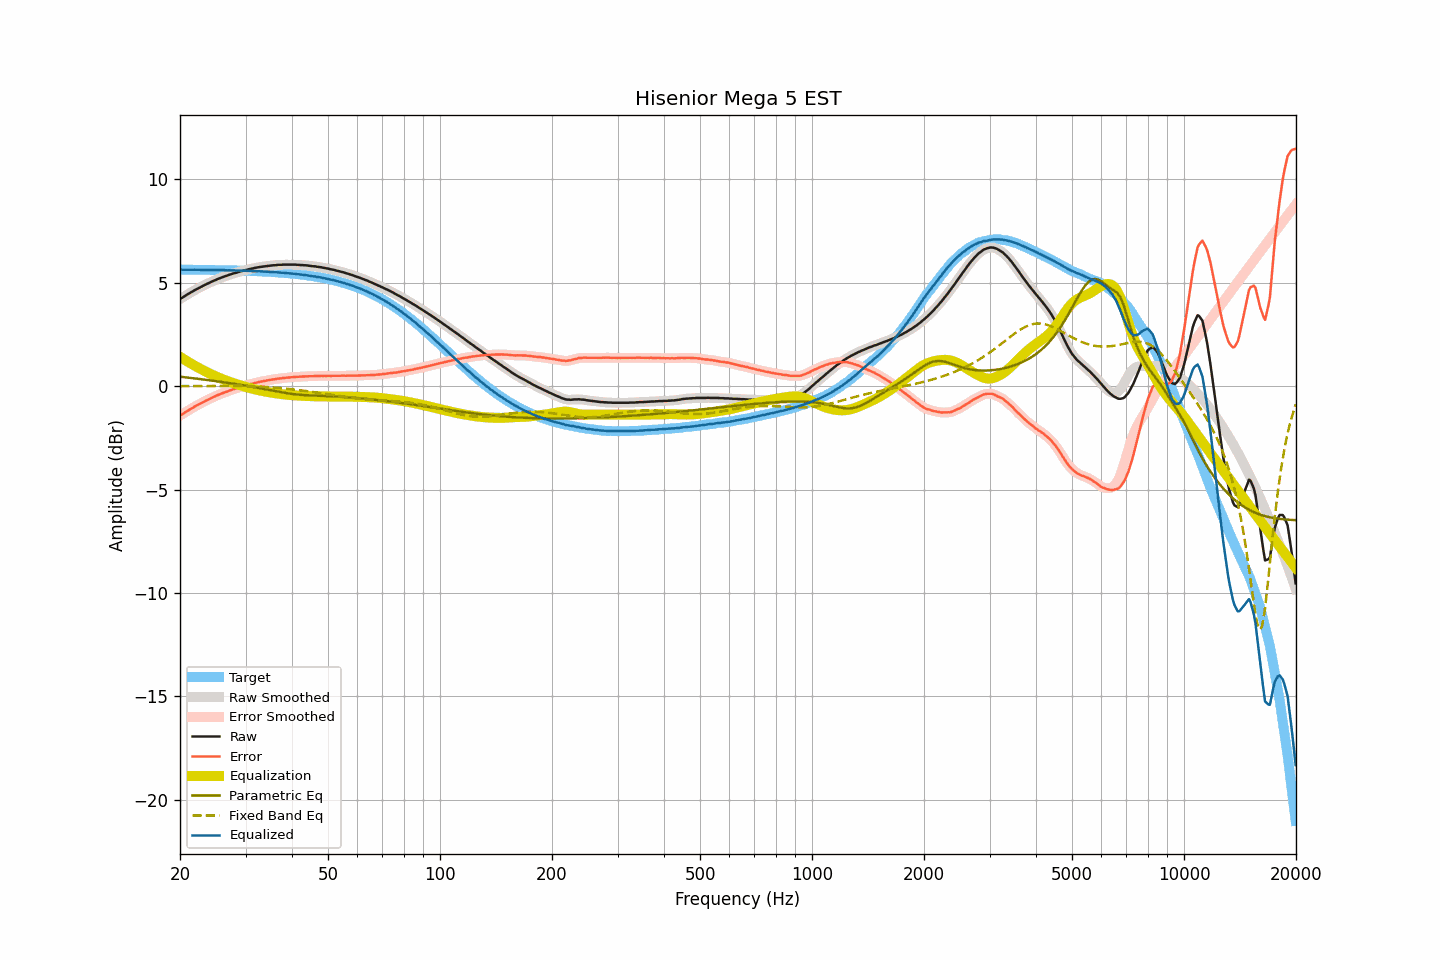 Hisenior Mega 5 EST
Amplitude (dBr)
10
5
0
−5
−10
−15
−20
Target
Raw Smoothed
Error Smoothed
Raw
Error
Equalization
Parametric Eq
Fixed Band Eq
Equalized
20 50 100 200 500 1000 2000 5000 10000 20000
Frequency (Hz)